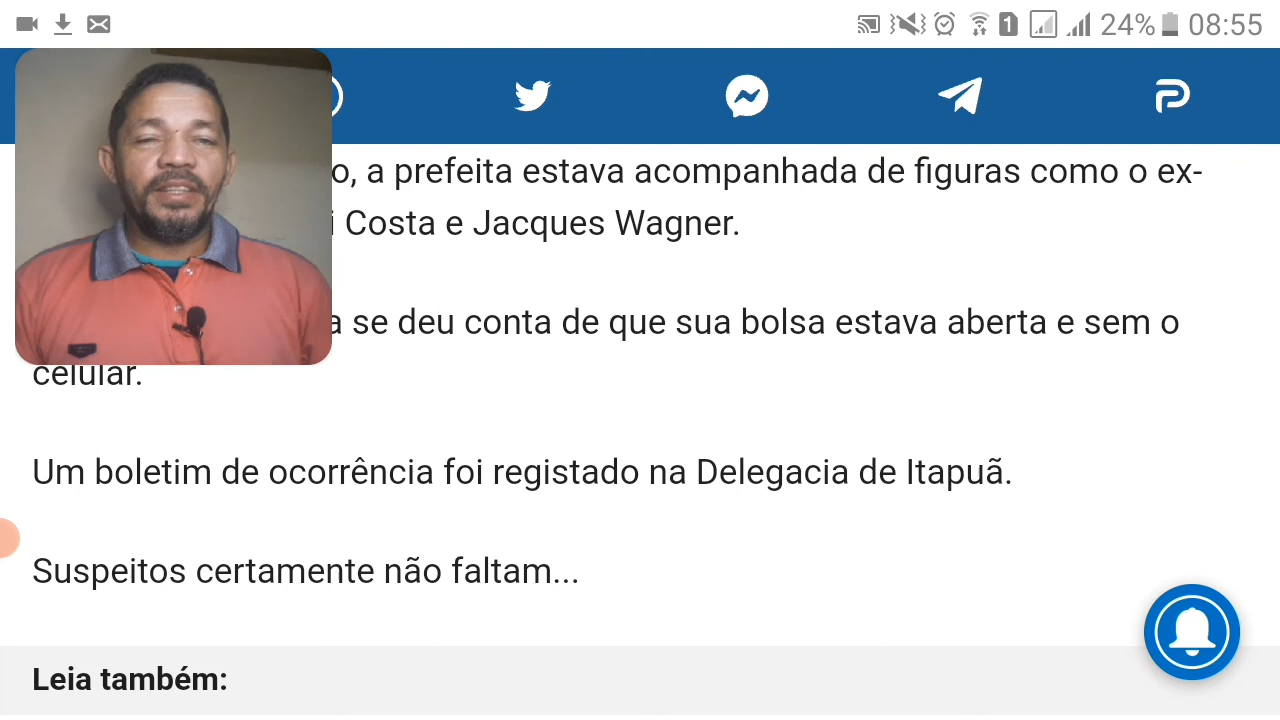 1 24% 08:55
o, a prefeita estava acompanhada de figuras como o ex-
i Costa e Jacques Wagner.
a se deu conta de que sua bolsa estava aberta e sem o
celular.
Um boletim de ocorrência foi registado na Delegacia de Itapuã.
Suspeitos certamente não faltam...
Leia também: